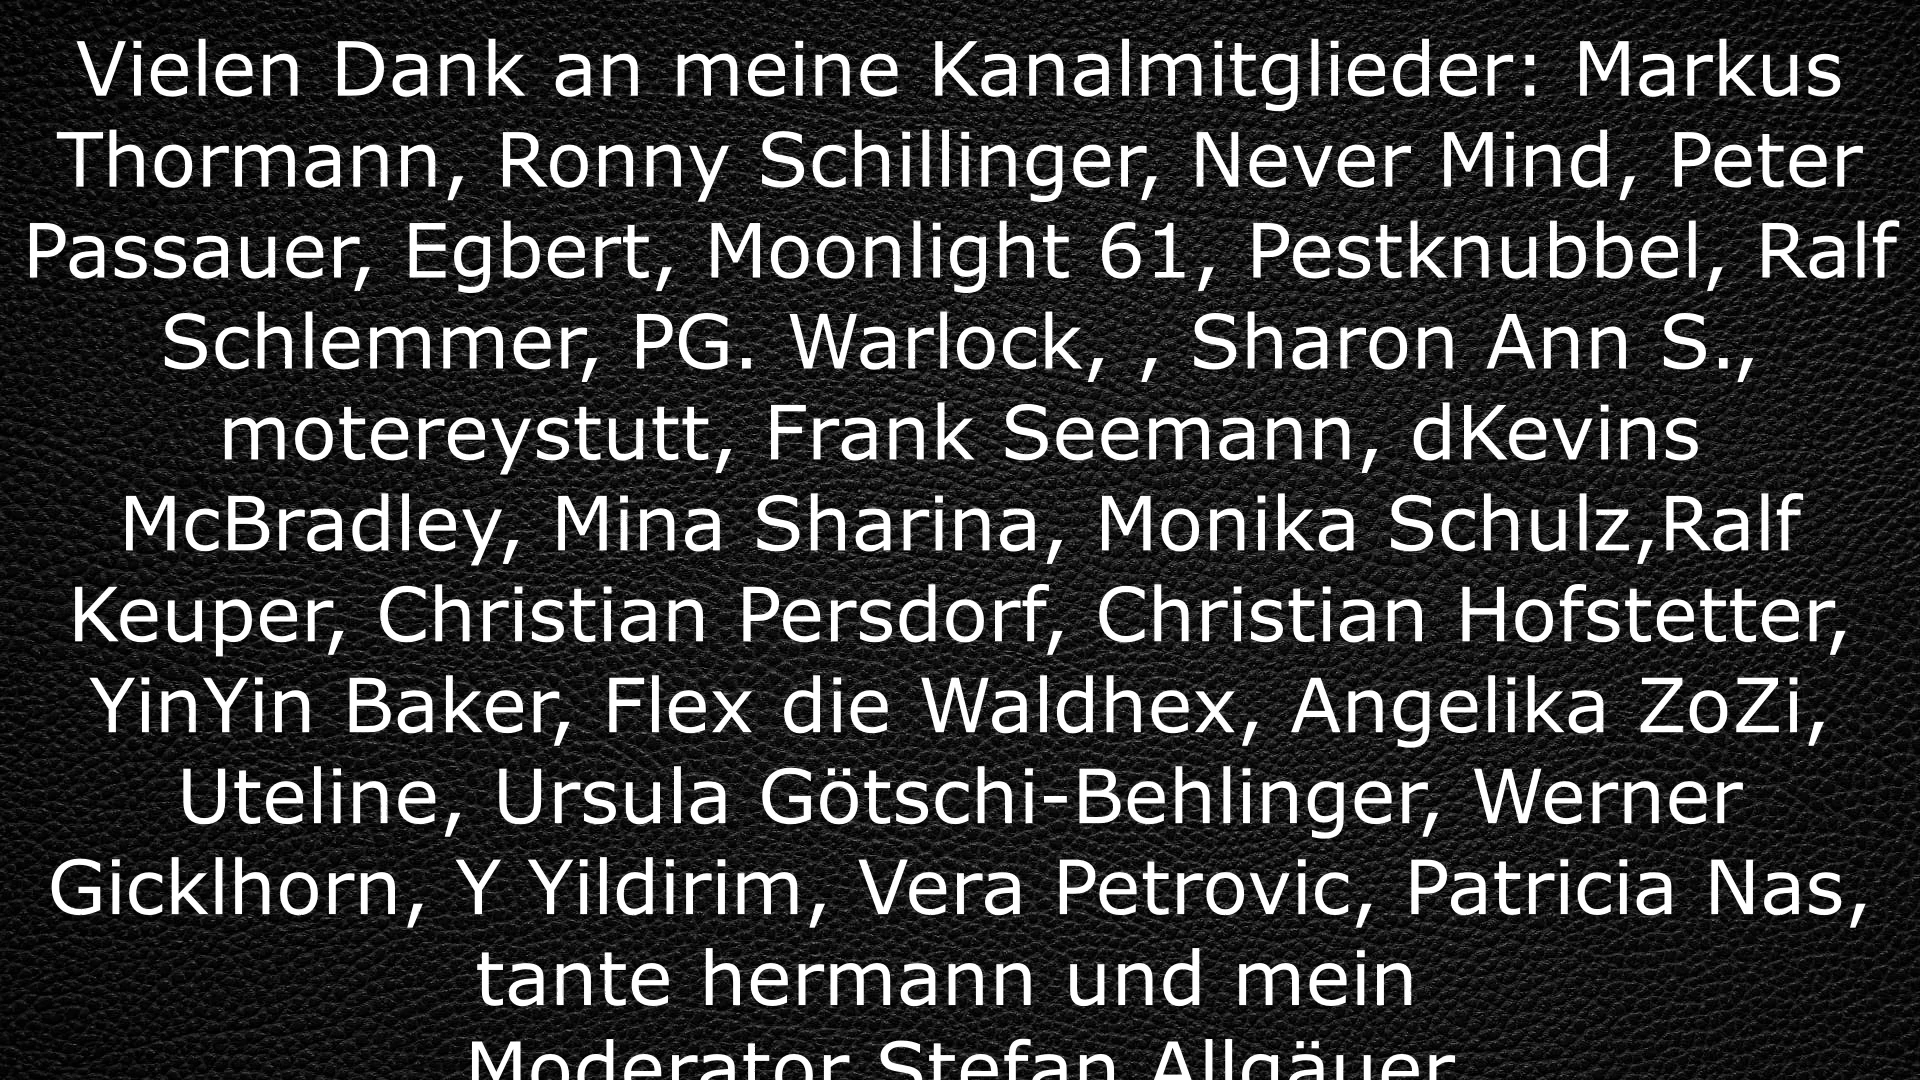 Vielen Dank an meine Kanalmitglieder: Markus
Thormann, Ronny Schillinger, Never Mind, Peter
Passauer, Egbert, Moonlight 61, Pestknubbel, Ralf
Schlemmer, PG. Warlock, , Sharon Ann S.,
motereystutt, Frank Seemann, dKevins
McBradley, Mina Sharina, Monika Schulz,Ralf
Keuper, Christian Persdorf, Christian Hofstetter,
YinYin Baker, Flex die Waldhex, Angelika ZoZi,
Uteline, Ursula Götschi-Behlinger, Werner
Gicklhorn, Y Yildirim, Vera Petrovic, Patricia Nas,
tante hermann und mein
Moderator Stefan Allgäuer